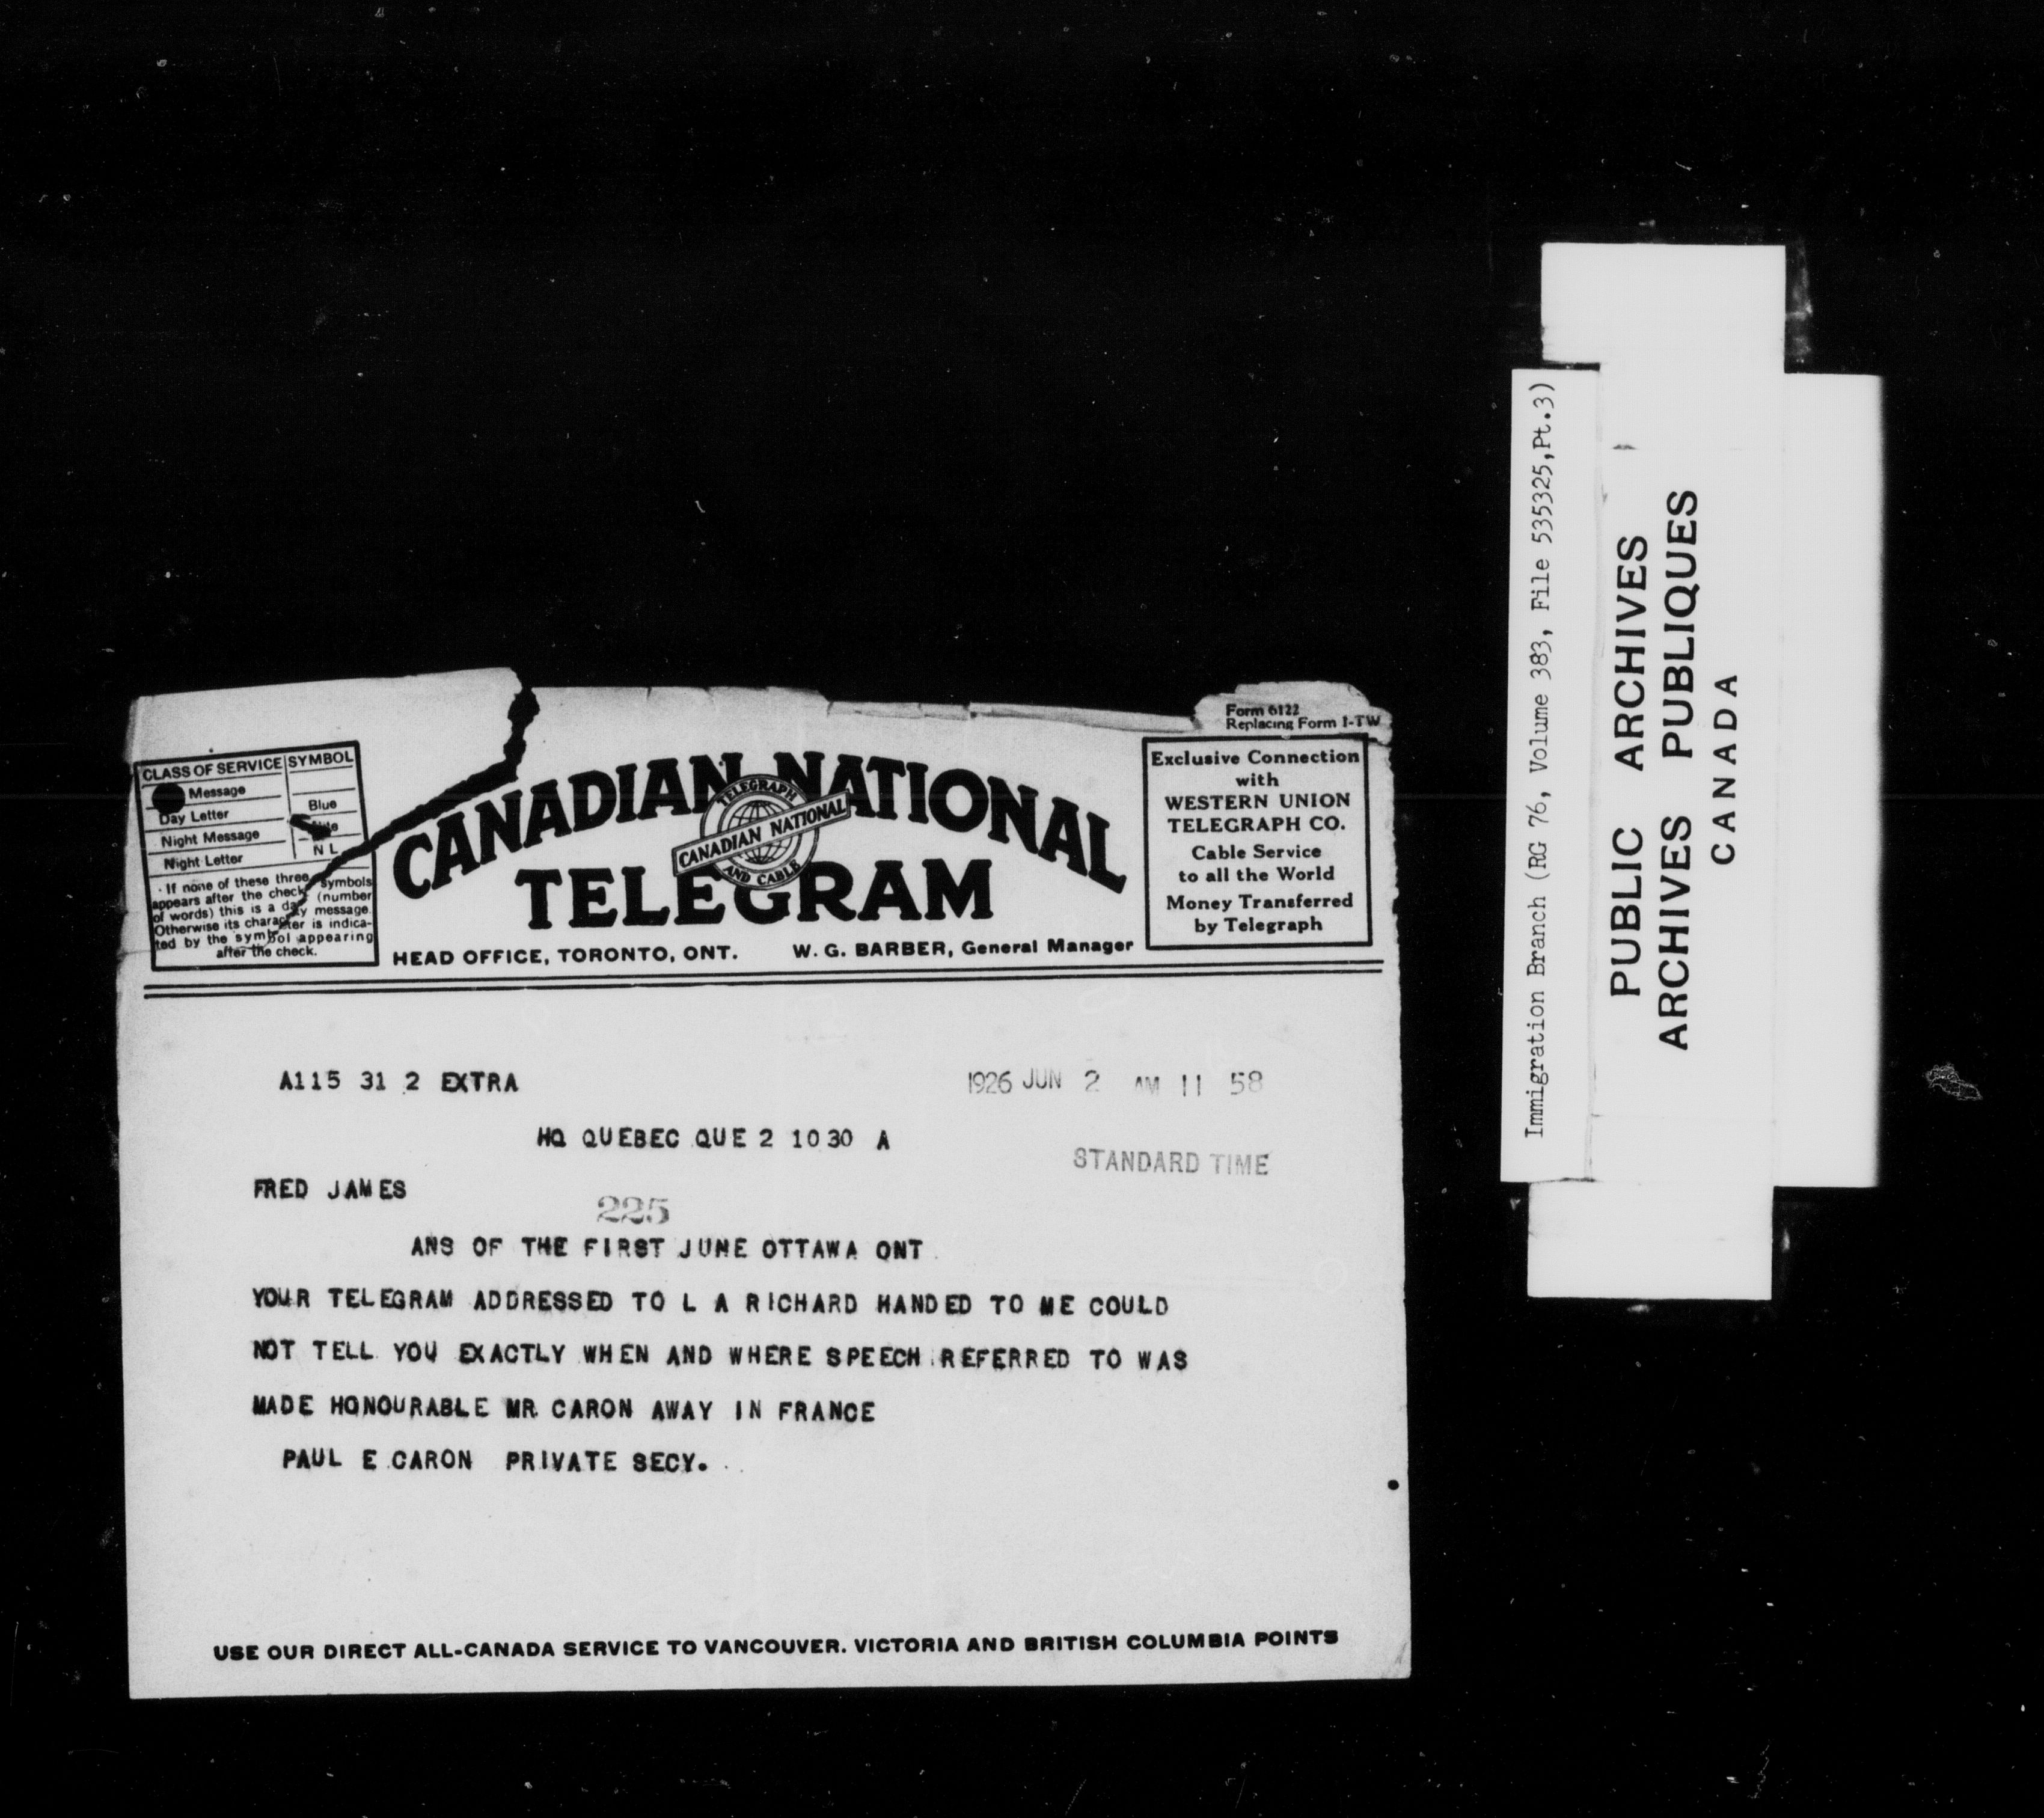 Form 6122
Replacing Form 1-TW
CLASS OF SERVICE SYMBOL
Message
Day Letter Blue
Night Message
Night Letter N L
If none of these three symbols
appears after the check (number
of words) this is a day message.
Otherwise its character is indica-
ted by the symbol appearing
after the check.
CANADIAN NATIONAL
TELEGRAM
TELEGRAPH
CANADIAN NATIONAL
AND CABLE
HEAD OFFICE, TORONTO, ONT. W. G. BARBER, General Manager
Exclusive Connection
with
WESTERN UNION
TELEGRAPH CO.
Cable Service
to all the World
Money Transferred
by Telegraph
A115 31 2 EXTRA
1926 JUN 2 AM 11 58
HQ QUEBEC QUE 2 1030 A
STANDARD TIME
FRED JAMES
225
ANS OF THE FIRST JUNE OTTAWA ONT
YOUR TELEGRAM ADDRESSED TO L A RICHARD HANDED TO ME COULD
NOT TELL YOU EXACTLY WHEN AND WHERE SPEECH REFERRED TO WAS
MADE HONOURABLE MR CARON AWAY IN FRANCE
PAUL E CARON PRIVATE SECY.
USE OUR DIRECT ALL-CANADA SERVICE TO VANCOUVER. VICTORIA AND BRITISH COLUMBIA POINTS
Immigration Branch (RG 76, Volume 383, File 535325,Pt.3)
PUBLIC ARCHIVES
ARCHIVES PUBLIQUES
CANADA